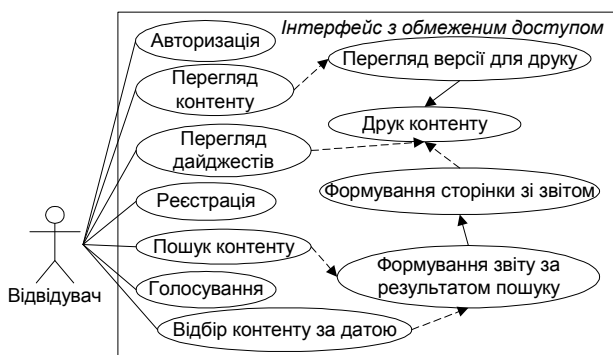 Інтерфейс з обмеженим доступом
Авторизація
Перегляд
контенту
Перегляд версії для друку
Друк контенту
Перегляд
дайджестів
Формування сторінки зі звітом
Реєстрація
Пошук контенту
Формування звіту за
результатом пошуку
Відвідувач
Голосування
Відбір контенту за датою